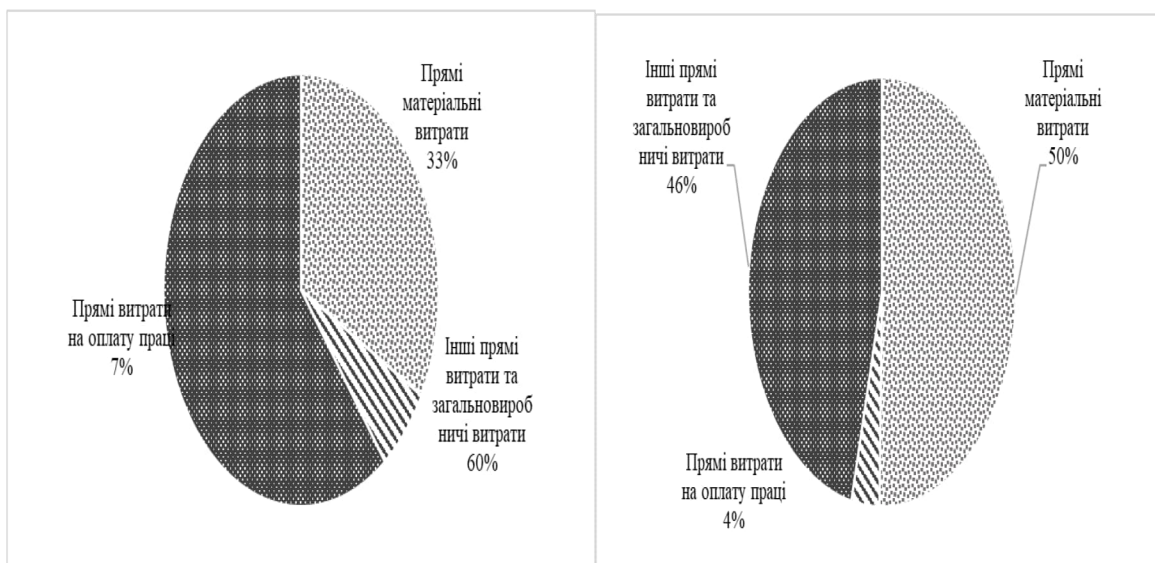 Прямі
матеріальні
витрати
33%
Прямі витрати
на оплату праці
7%
Інші прямі
витрати та
загальновироб
ничі витрати
60%
Інші прямі
витрати та
загальновироб
ничі витрати
46%
Прямі
матеріальні
витрати
50%
Прямі витрати
на оплату праці
4%